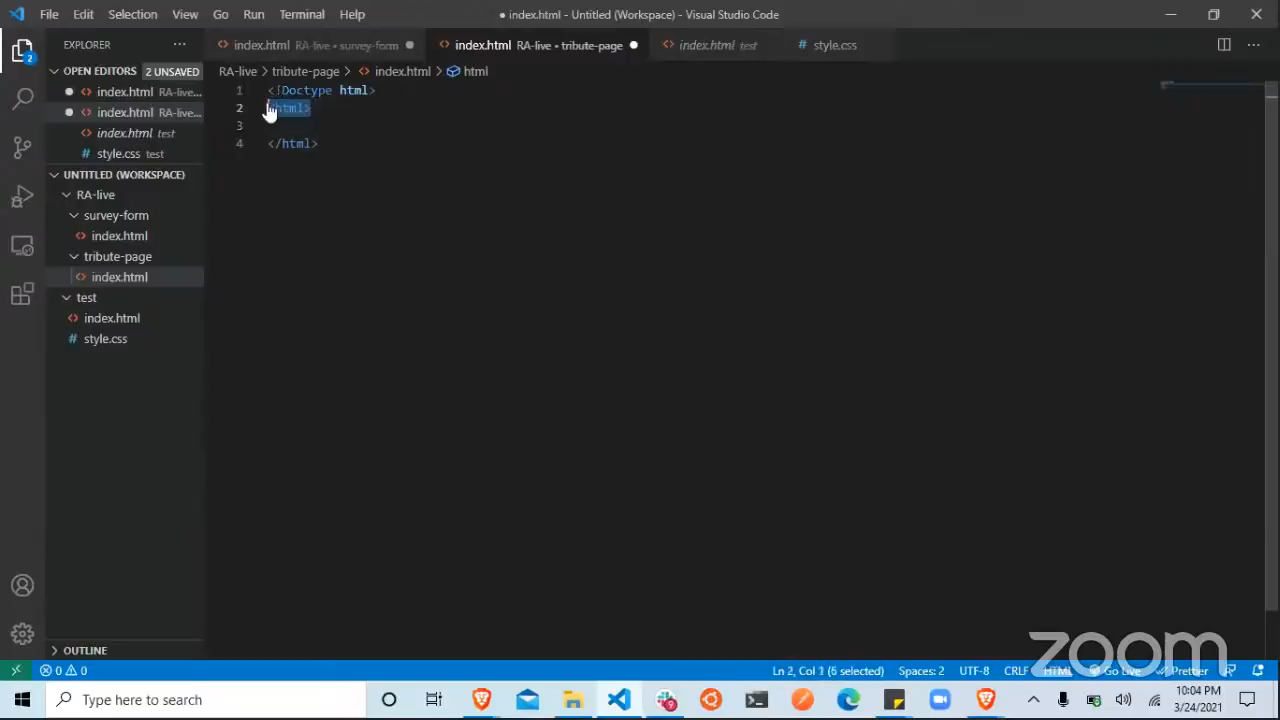 File Edit Selection View Go Run Terminal Help
● index.html - Untitled (Workspace) - Visual Studio Code
EXPLORER ...
index.html RA-live • survey-form
index.html RA-live • tribute-page
index.html test
style.css
OPEN EDITORS 2 UNSAVED
RA-live > tribute-page > index.html > html
index.html RA-live...
index.html RA-live...
index.html test
style.css test
1 <!Doctype html>
2 <html>
3
4 </html>
2
UNTITLED (WORKSPACE)
RA-live
survey-form
index.html
tribute-page
index.html
test
index.html
style.css
OUTLINE
zoom
0 0
Ln 2, Col 1 (6 selected) Spaces: 2 UTF-8 CRLF HTML Go Live Prettier
Type here to search
10:04 PM
3/24/2021